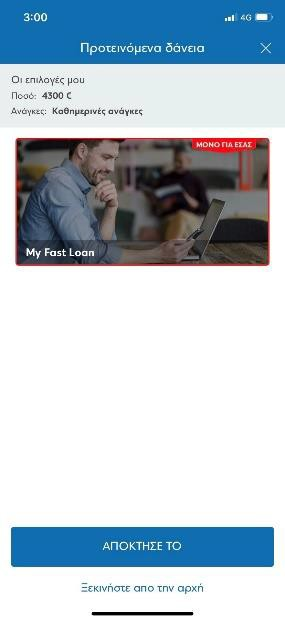 3:00
4G
Προτεινόμενα δάνεια
Οι επιλογές μου
Ποσό: 4300 €
Ανάγκες: Καθημερινές ανάγκες
ΜΟΝΟ ΓΙΑ ΕΣΑΣ
My Fast Loan
ΑΠΟΚΤΗΣΕ ΤΟ
Ξεκινήστε απο την αρχή